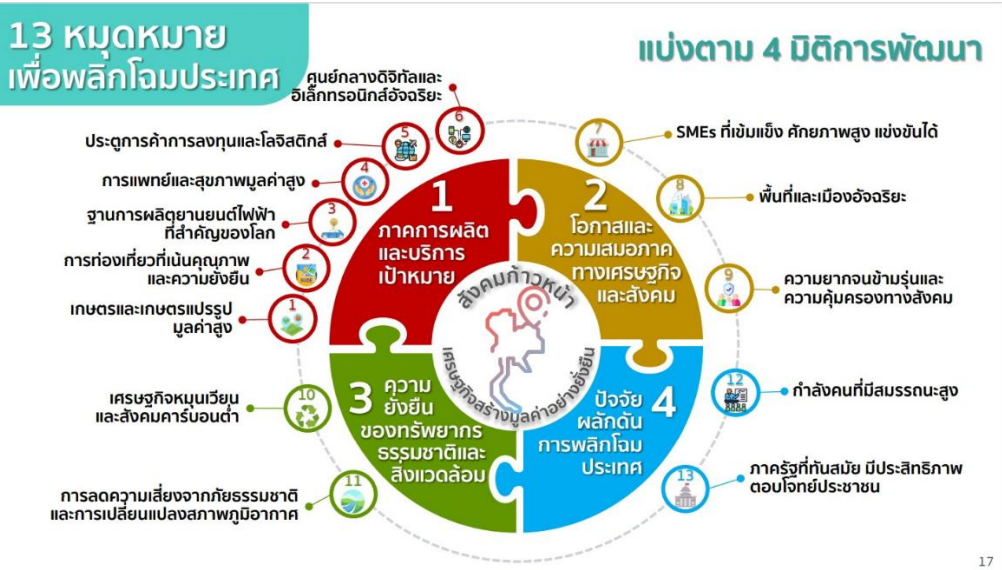 13 หมุดหมาย
เพื่อพลิกโฉมประเทศ
แบ่งตาม 4 มิติการพัฒนา
ศูนย์กลางดิจิทัลและ
อิเล็กทรอนิกส์อัจฉริยะ
6
ประตูการค้าการลงทุนและโลจิสติกส์
5
การแพทย์และสุขภาพมูลค่าสูง
4
ฐานการผลิตยานยนต์ไฟฟ้า
ที่สำคัญของโลก
3
การท่องเที่ยวที่เน้นคุณภาพ
และความยั่งยืน
2
เกษตรและเกษตรแปรรูป
มูลค่าสูง
1
1
ภาคการผลิต
และบริการ
เป้าหมาย
2
โอกาสและ
ความเสมอภาค
ทางเศรษฐกิจ
และสังคม
7
SMEs ที่เข้มแข็ง ศักยภาพสูง แข่งขันได้
8
พื้นที่และเมืองอัจฉริยะ
9
ความยากจนข้ามรุ่นและ
ความคุ้มครองทางสังคม
สังคมก้าวหน้า
เศรษฐกิจสร้างมูลค่าอย่างยั่งยืน
3 ความ
ยั่งยืน
ของทรัพยากร
ธรรมชาติและ
สิ่งแวดล้อม
เศรษฐกิจหมุนเวียน
และสังคมคาร์บอนต่ำ
10
การลดความเสี่ยงจากภัยธรรมชาติ
และการเปลี่ยนแปลงสภาพภูมิอากาศ
11
ปัจจัย 4
ผลักดัน
การพลิกโฉม
ประเทศ
12
กำลังคนที่มีสมรรถนะสูง
13
ภาครัฐที่ทันสมัย มีประสิทธิภาพ
ตอบโจทย์ประชาชน
17